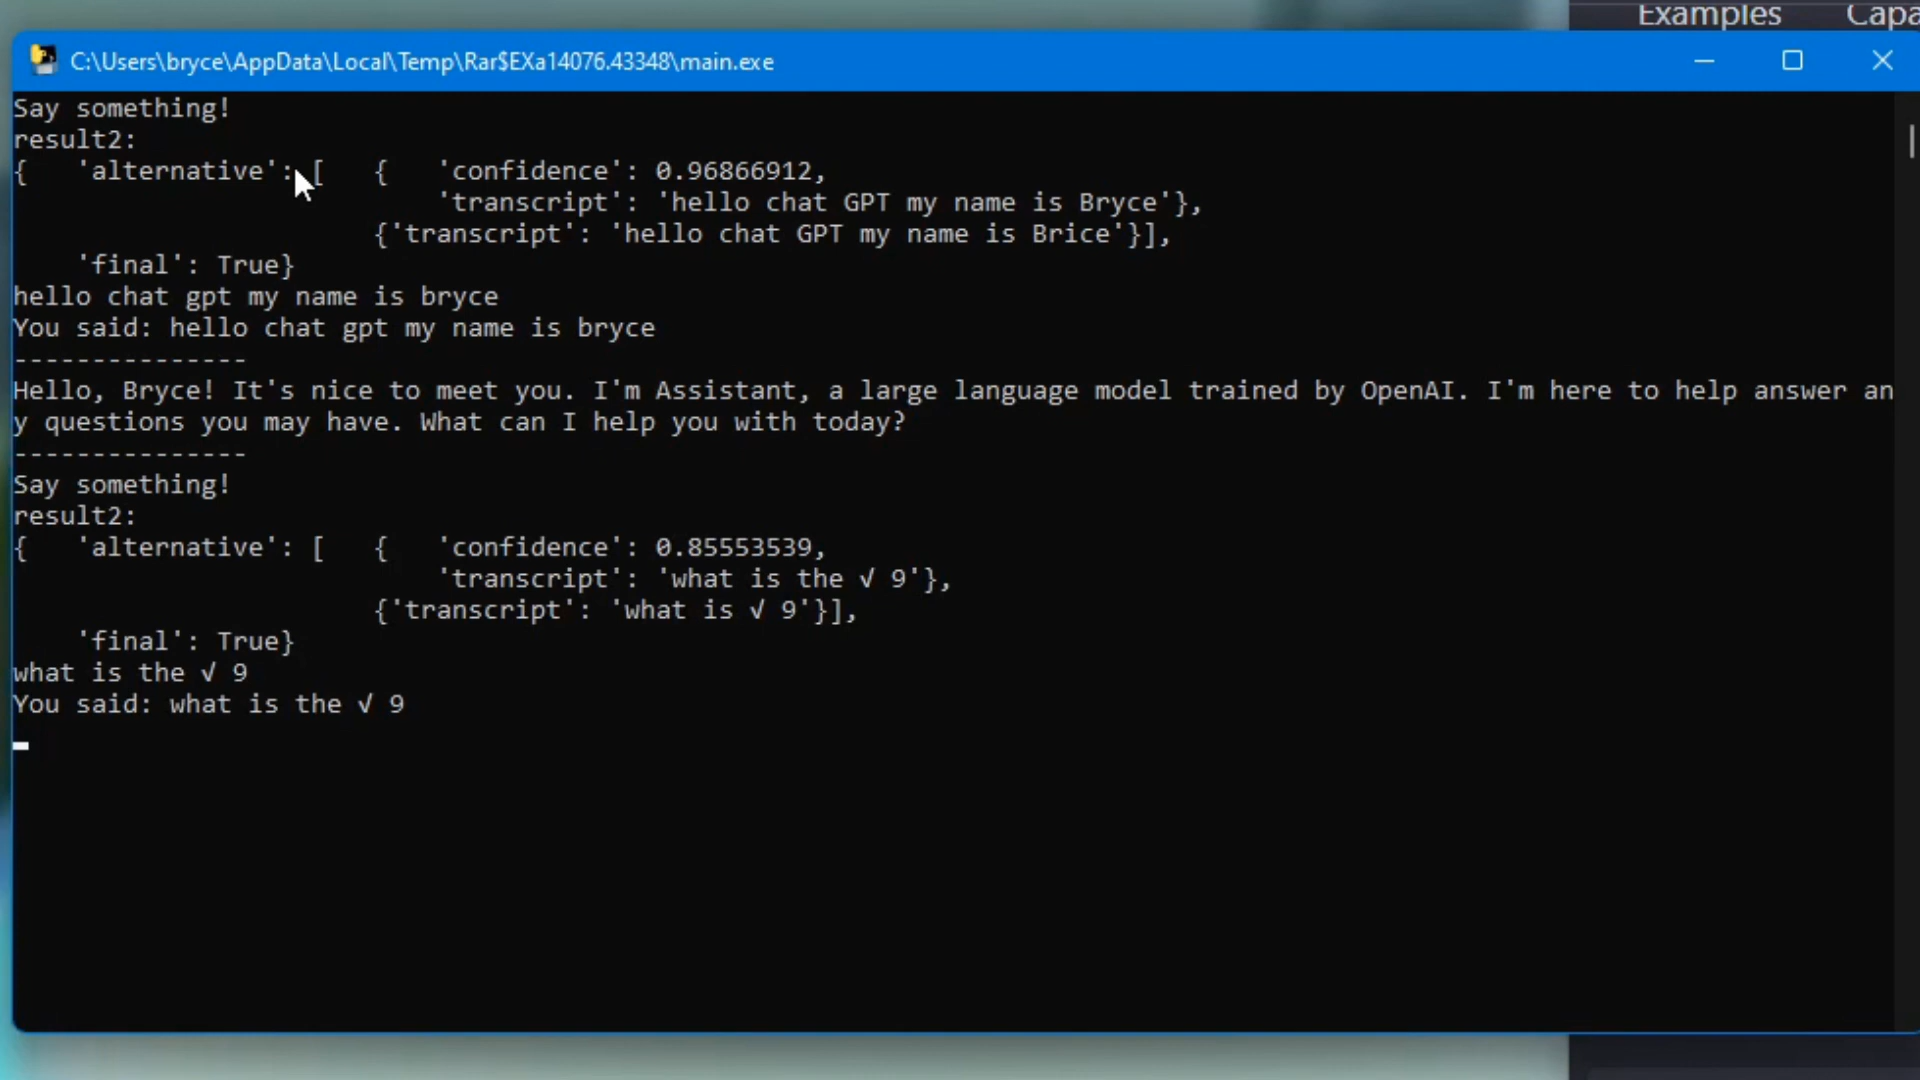 Examples
Capa
C:\Users\bryce\AppData\Local\Temp\Rar$EXa14076.43348\main.exe
Say something!
result2:
{   'alternative': [   {   'confidence': 0.96866912,
                           'transcript': 'hello chat GPT my name is Bryce'},
                       {'transcript': 'hello chat GPT my name is Brice'}],
    'final': True}
hello chat gpt my name is bryce
You said: hello chat gpt my name is bryce
---------------
Hello, Bryce! It's nice to meet you. I'm Assistant, a large language model trained by OpenAI. I'm here to help answer an
y questions you may have. What can I help you with today?
---------------
Say something!
result2:
{   'alternative': [   {   'confidence': 0.85553539,
                           'transcript': 'what is the √ 9'},
                       {'transcript': 'what is √ 9'}],
    'final': True}
what is the √ 9
You said: what is the √ 9